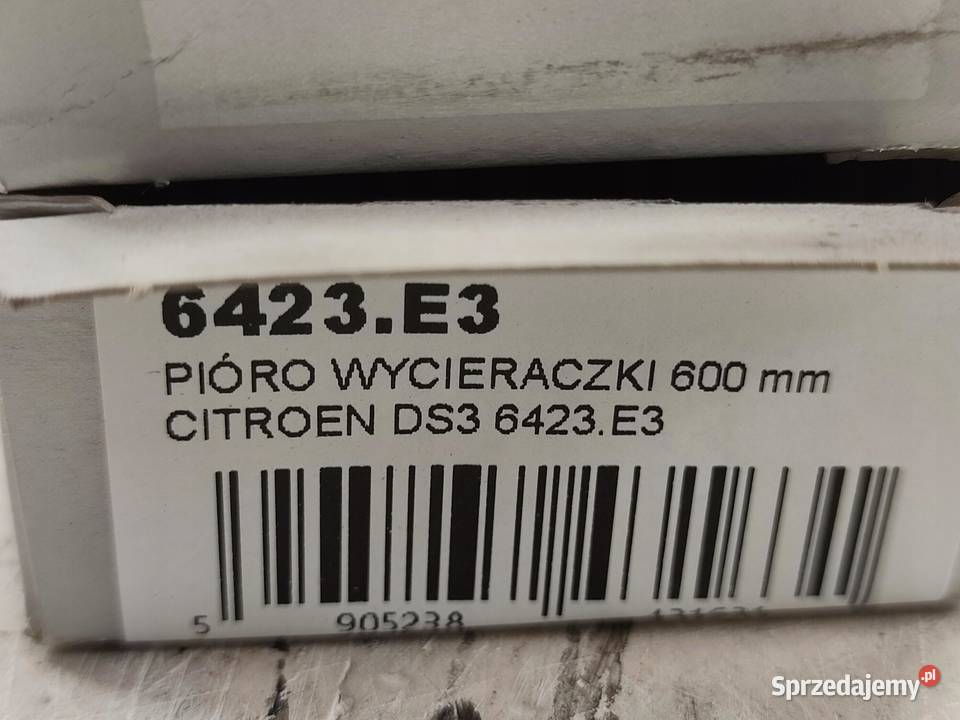 6423.E3
PIÓRO WYCIERACZKI 600 mm
CITROEN DS3 6423.E3
5 905238
Sprzedajemy.pl